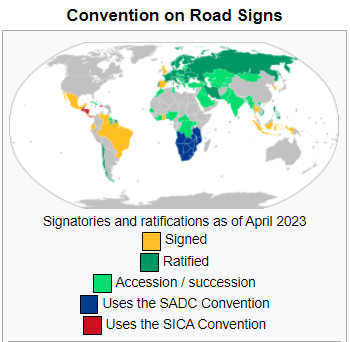 Convention on Road Signs
Signatories and ratifications as of April 2023
Signed
Ratified
Accession / succession
Uses the SADC Convention
Uses the SICA Convention